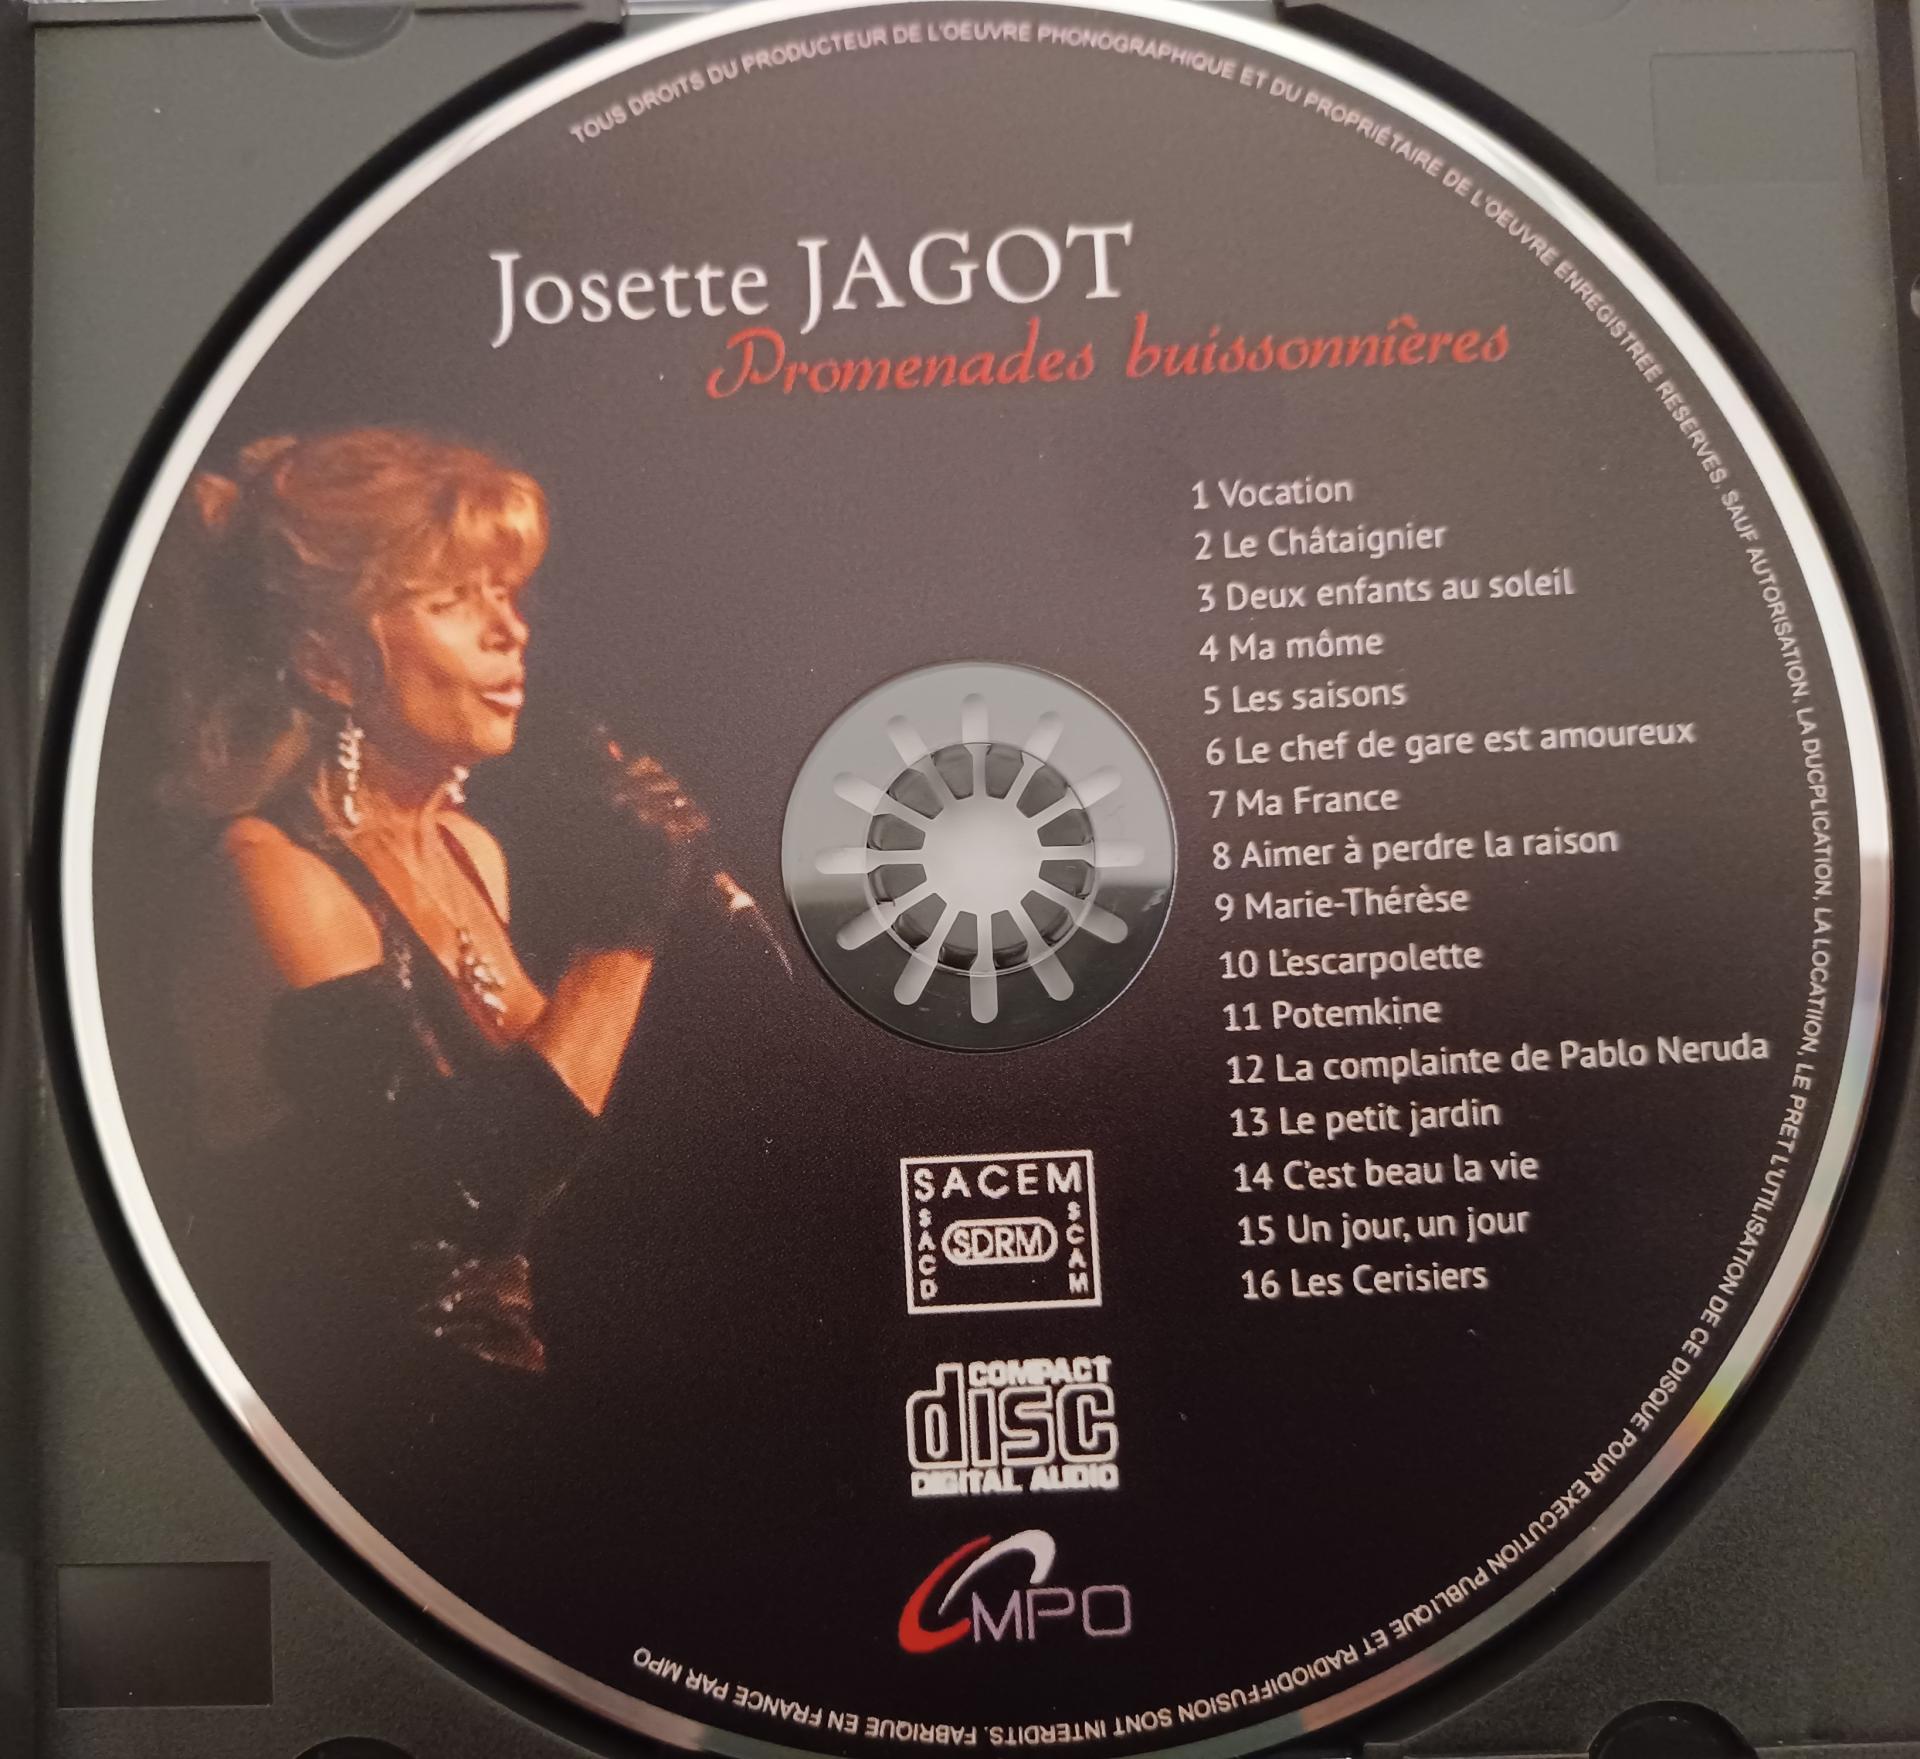 TOUS DROITS DU PRODUCTEUR DE L'OEUVRE PHONOGRAPHIQUE ET DU PROPRIÉTAIRE DE L'OEUVRE ENREGISTREE RESERVES. SAUF AUTORISATION, LA DUCPLICATION, LA LOCATIION, LE PRET L'UTILISATION DE CE DISQUE POUR EXECUTION PUBLIQUE ET RADIODIFFUSION SONT INTERDITS. FABRIQUE EN FRANCE PAR MPO
Josette JAGOT
Promenades buissonnières
1 Vocation
2 Le Châtaignier
3 Deux enfants au soleil
4 Ma môme
5 Les saisons
6 Le chef de gare est amoureux
7 Ma France
8 Aimer à perdre la raison
9 Marie-Thérèse
10 L'escarpolette
11 Potemkine
12 La complainte de Pablo Neruda
13 Le petit jardin
14 C'est beau la vie
15 Un jour, un jour
16 Les Cerisiers
SACEM
SACD
SDRM
SCAM
COMPACT
disc
DIGITAL AUDIO
MPO